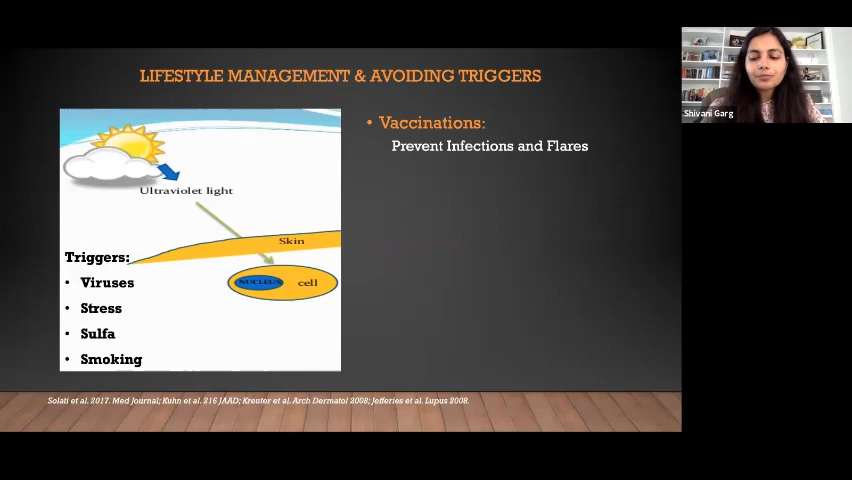 LIFESTYLE MANAGEMENT & AVOIDING TRIGGERS
Ultraviolet light
Skin
NUCLEUS
cell
Triggers:
• Viruses
• Stress
• Sulfa
• Smoking
• Vaccinations:
Prevent Infections and Flares
Solati et al. 2017. Med Journal; Kuhn et al. 216 JAAD; Kreuter et al. Arch Dermatol 2008; Jefferies et al. Lupus 2008.
Shivani Garg